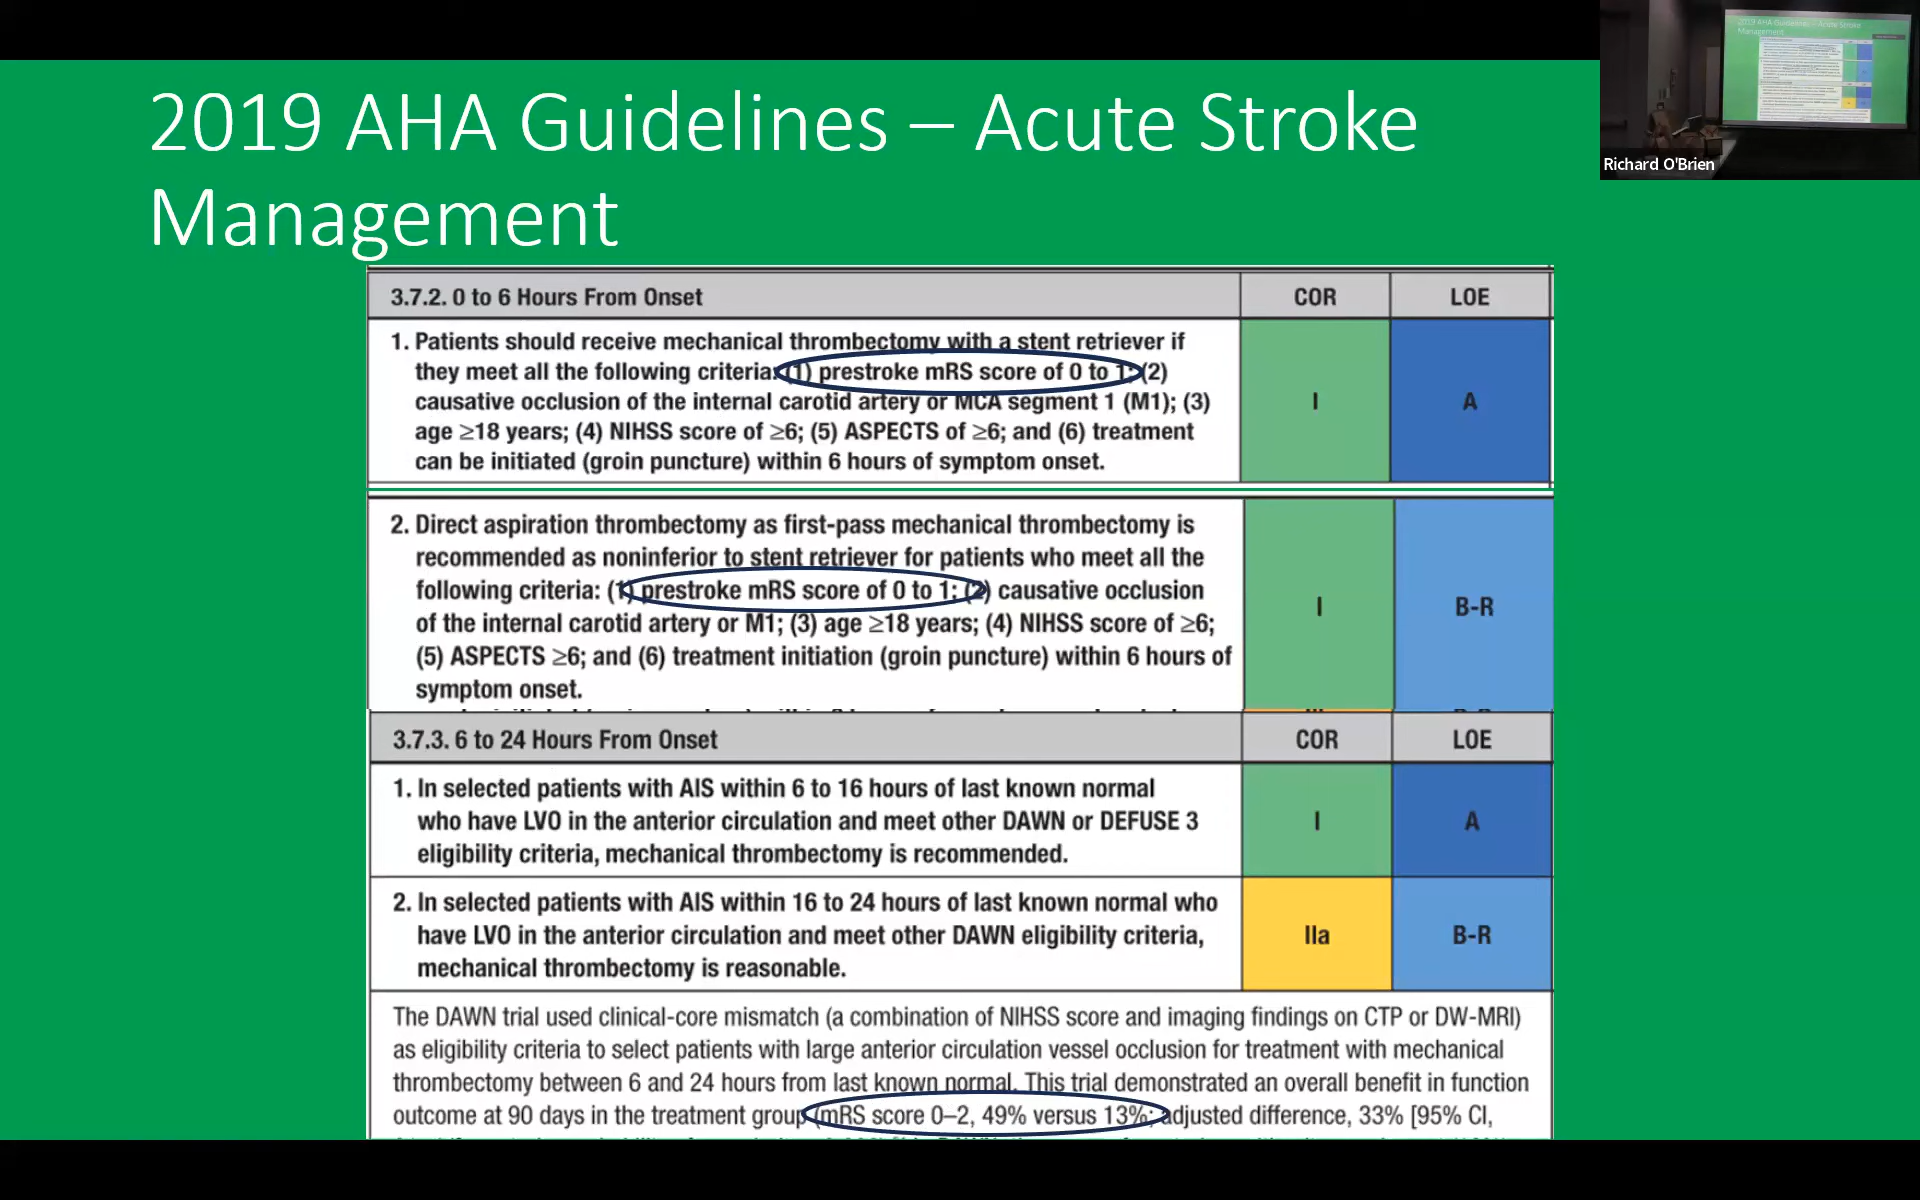 2019 AHA Guidelines – Acute Stroke
Management
Richard O'Brien
3.7.2. 0 to 6 Hours From Onset COR LOE
1. Patients should receive mechanical thrombectomy with a stent retriever if
they meet all the following criteria: (1) prestroke mRS score of 0 to 1; (2)
causative occlusion of the internal carotid artery or MCA segment 1 (M1); (3)
age ≥18 years; (4) NIHSS score of ≥6; (5) ASPECTS of ≥6; and (6) treatment
can be initiated (groin puncture) within 6 hours of symptom onset.
I A
2. Direct aspiration thrombectomy as first-pass mechanical thrombectomy is
recommended as noninferior to stent retriever for patients who meet all the
following criteria: (1) prestroke mRS score of 0 to 1; (2) causative occlusion
of the internal carotid artery or M1; (3) age ≥18 years; (4) NIHSS score of ≥6;
(5) ASPECTS ≥6; and (6) treatment initiation (groin puncture) within 6 hours of
symptom onset.
I B-R
3.7.3. 6 to 24 Hours From Onset COR LOE
1. In selected patients with AIS within 6 to 16 hours of last known normal
who have LVO in the anterior circulation and meet other DAWN or DEFUSE 3
eligibility criteria, mechanical thrombectomy is recommended.
I A
2. In selected patients with AIS within 16 to 24 hours of last known normal who
have LVO in the anterior circulation and meet other DAWN eligibility criteria,
mechanical thrombectomy is reasonable.
IIa B-R
The DAWN trial used clinical-core mismatch (a combination of NIHSS score and imaging findings on CTP or DW-MRI)
as eligibility criteria to select patients with large anterior circulation vessel occlusion for treatment with mechanical
thrombectomy between 6 and 24 hours from last known normal. This trial demonstrated an overall benefit in function
outcome at 90 days in the treatment group (mRS score 0–2, 49% versus 13%; adjusted difference, 33% [95% CI,